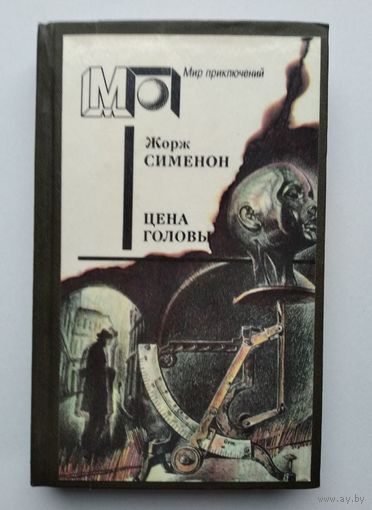 МП
Мир приключений
Жорж
СИМЕНОН
ЦЕНА
ГОЛОВЫ
www.ay.by